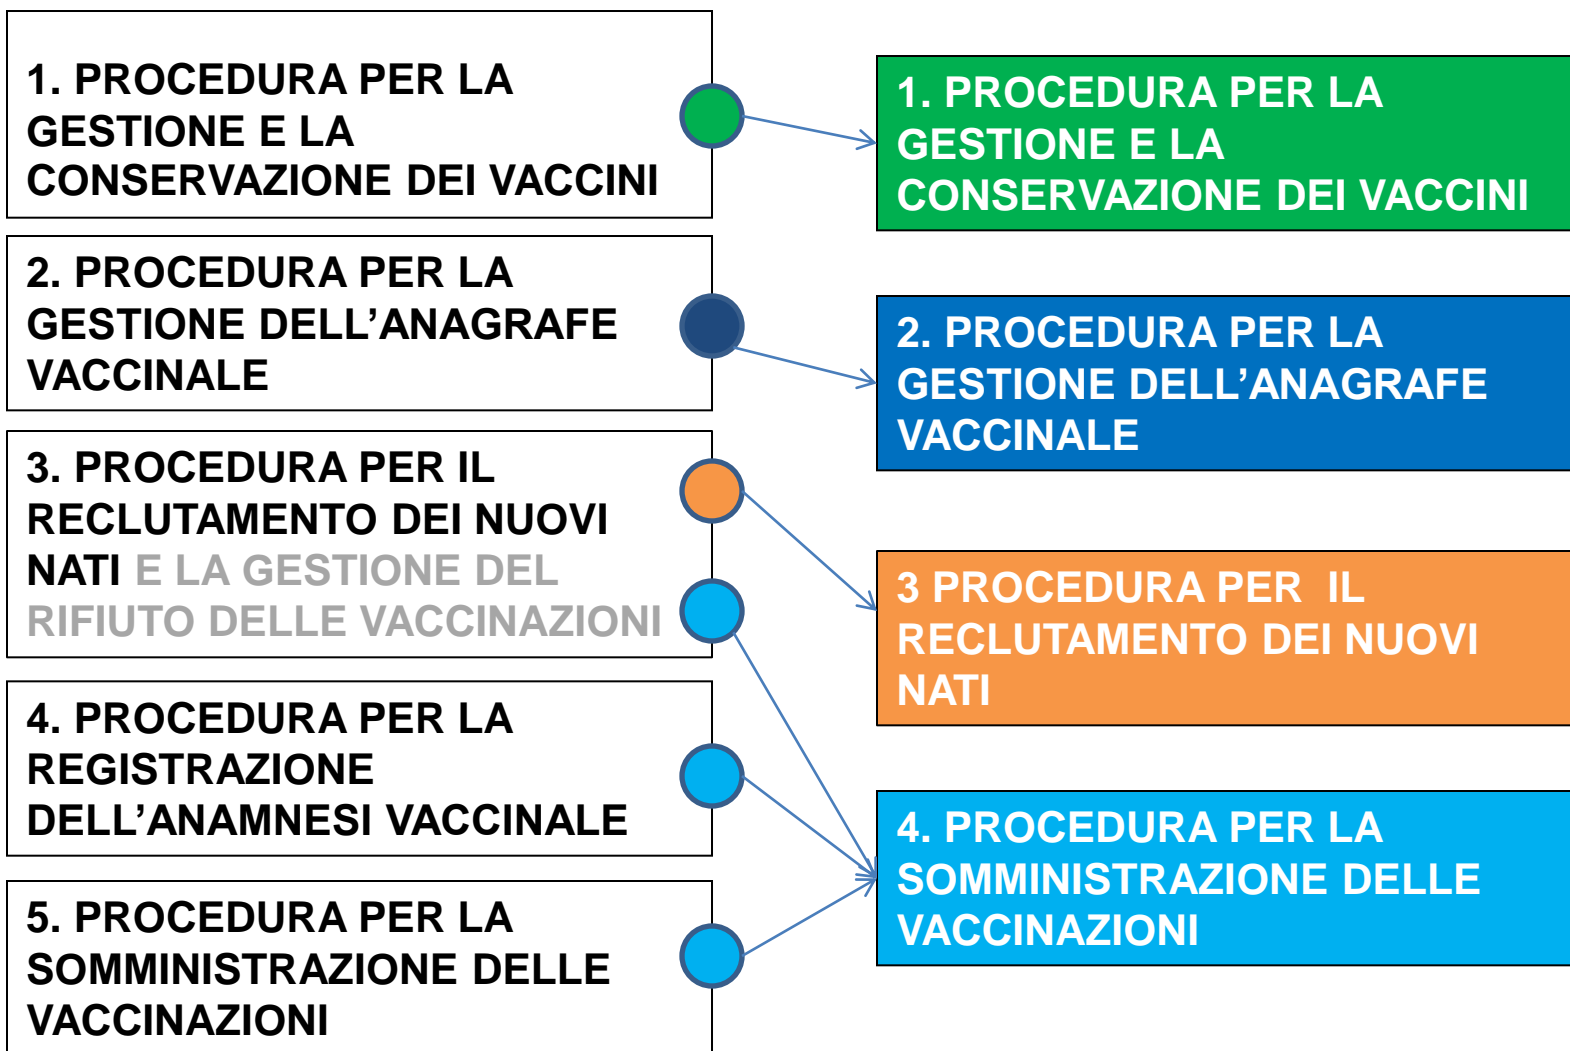 1. PROCEDURA PER LA
GESTIONE E LA
CONSERVAZIONE DEI VACCINI
2. PROCEDURA PER LA
GESTIONE DELL’ANAGRAFE
VACCINALE
3. PROCEDURA PER IL
RECLUTAMENTO DEI NUOVI
NATI E LA GESTIONE DEL
RIFIUTO DELLE VACCINAZIONI
4. PROCEDURA PER LA
REGISTRAZIONE
DELL’ANAMNESI VACCINALE
5. PROCEDURA PER LA
SOMMINISTRAZIONE DELLE
VACCINAZIONI
1. PROCEDURA PER LA
GESTIONE E LA
CONSERVAZIONE DEI VACCINI
2. PROCEDURA PER LA
GESTIONE DELL’ANAGRAFE
VACCINALE
3 PROCEDURA PER IL
RECLUTAMENTO DEI NUOVI
NATI
4. PROCEDURA PER LA
SOMMINISTRAZIONE DELLE
VACCINAZIONI